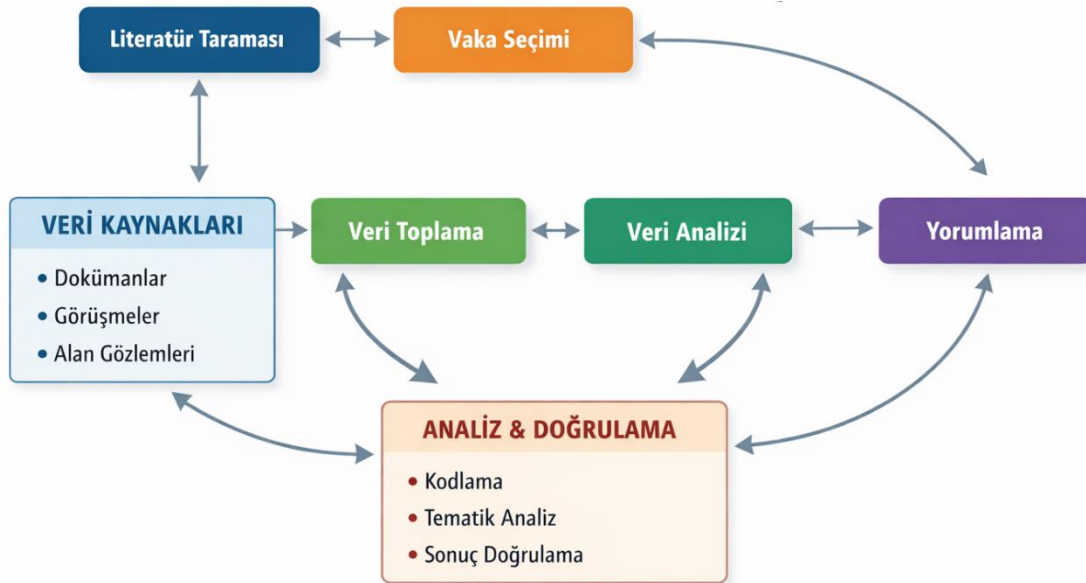 Literatür Taraması
Vaka Seçimi
VERİ KAYNAKLARI
• Dokümanlar
• Görüşmeler
• Alan Gözlemleri
Veri Toplama
Veri Analizi
Yorumlama
ANALİZ & DOĞRULAMA
• Kodlama
• Tematik Analiz
• Sonuç Doğrulama